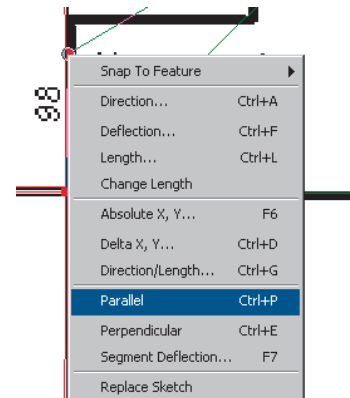 98
Snap To Feature
Direction... Ctrl+A
Deflection... Ctrl+F
Length... Ctrl+L
Change Length
Absolute X, Y... F6
Delta X, Y... Ctrl+D
Direction/Length... Ctrl+G
Parallel Ctrl+P
Perpendicular Ctrl+E
Segment Deflection... F7
Replace Sketch